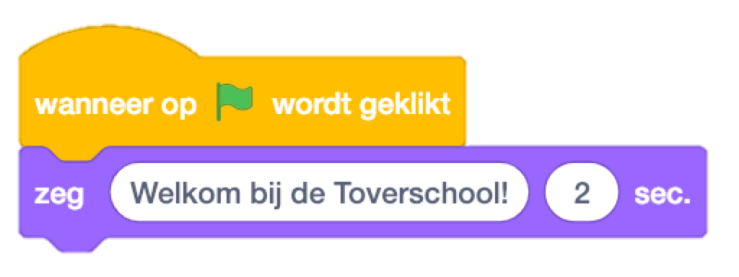 wanneer op wordt geklikt
zeg Welkom bij de Toverschool! 2 sec.